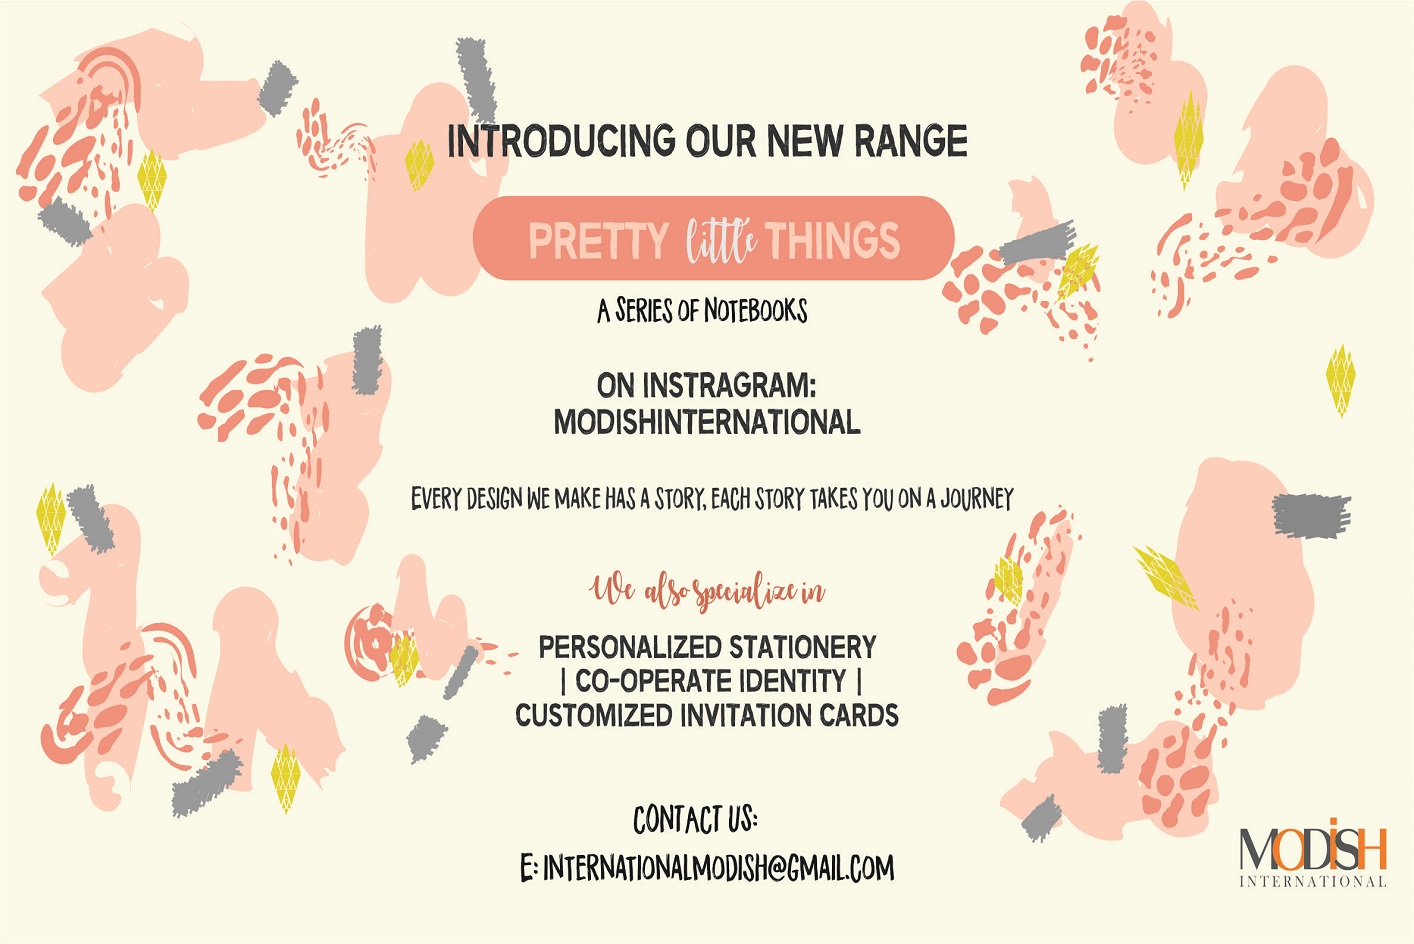 INTRODUCING OUR NEW RANGE
PRETTY little THINGS
A SERIES OF NOTEBOOKS
ON INSTRAGRAM:
MODISHINTERNATIONAL
EVERY DESIGN WE MAKE HAS A STORY, EACH STORY TAKES YOU ON A JOURNEY
We also specialize in
PERSONALIZED STATIONERY
| CO-OPERATE IDENTITY |
CUSTOMIZED INVITATION CARDS
CONTACT US:
E: INTERNATIONALMODISH@GMAIL.COM
MODiSH
INTERNATIONAL